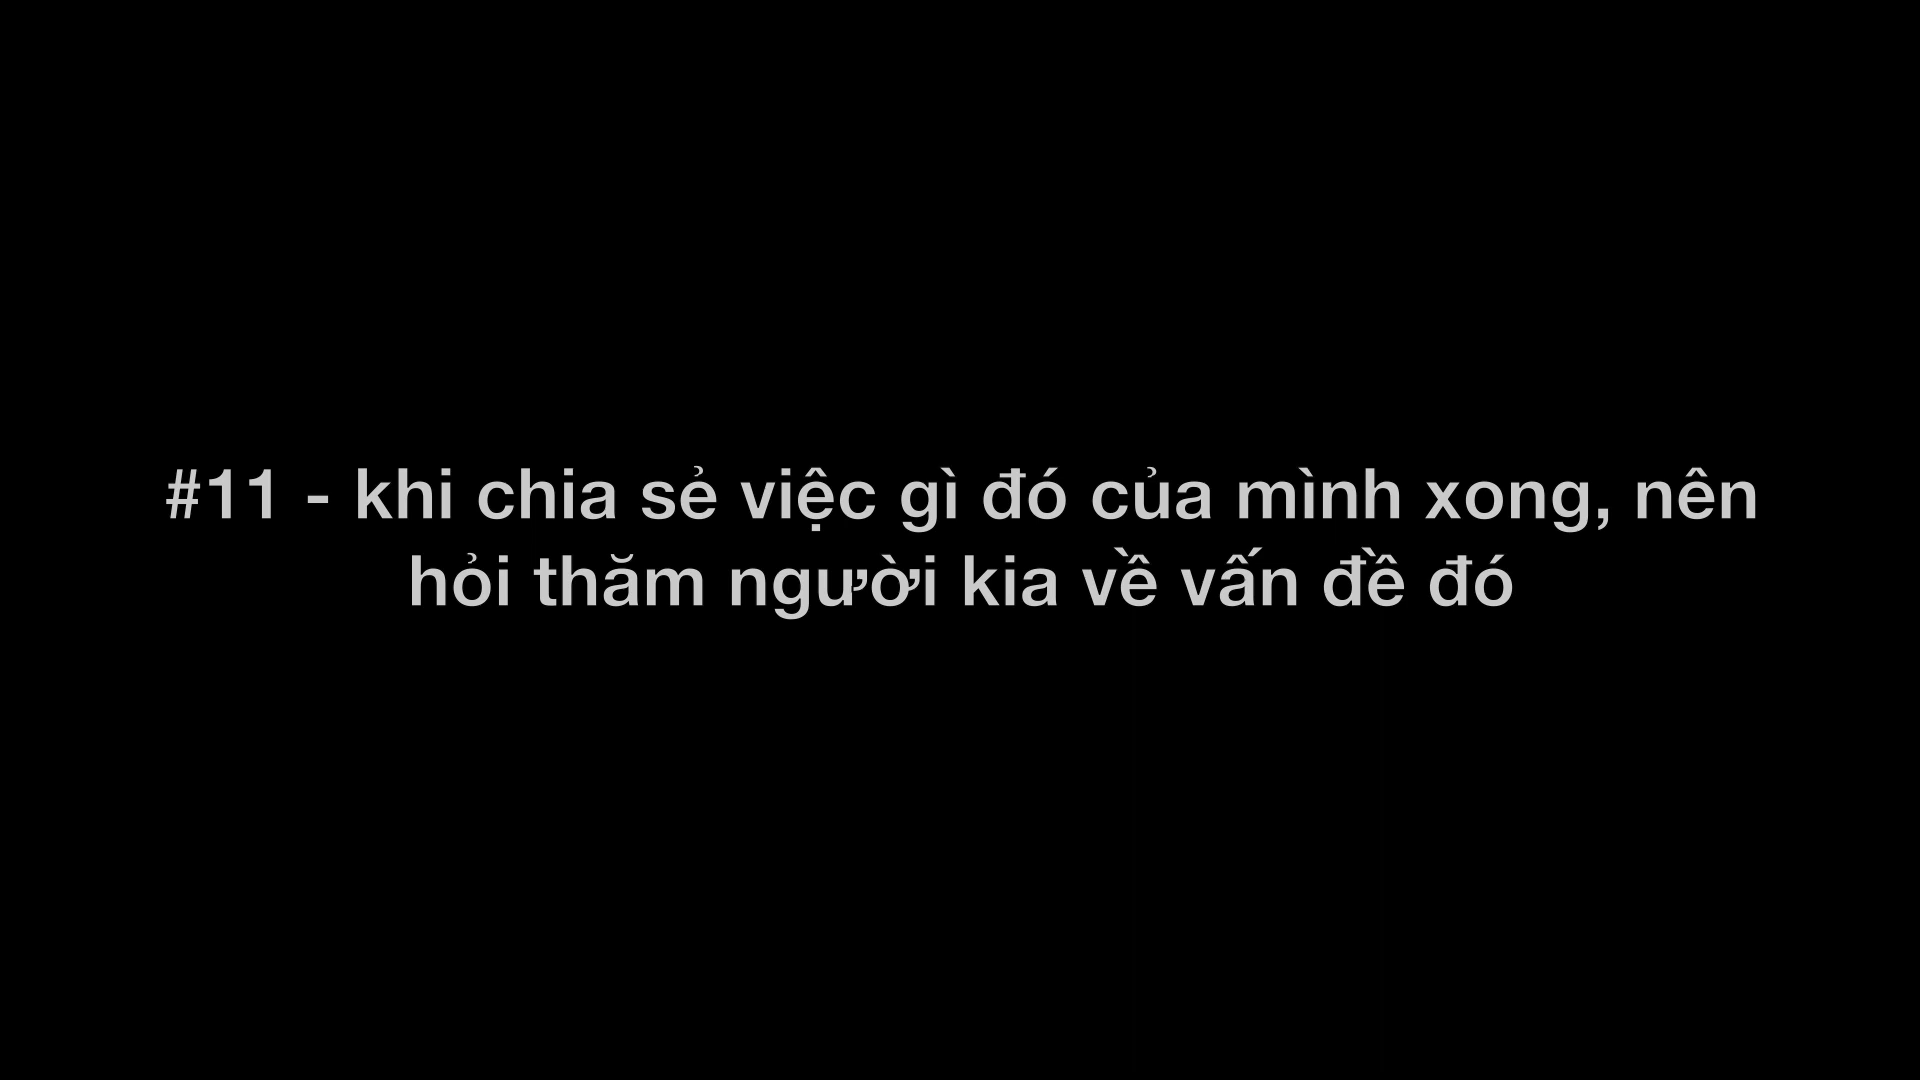 #11 - khi chia sẻ việc gì đó của mình xong, nên
hỏi thăm người kia về vấn đề đó